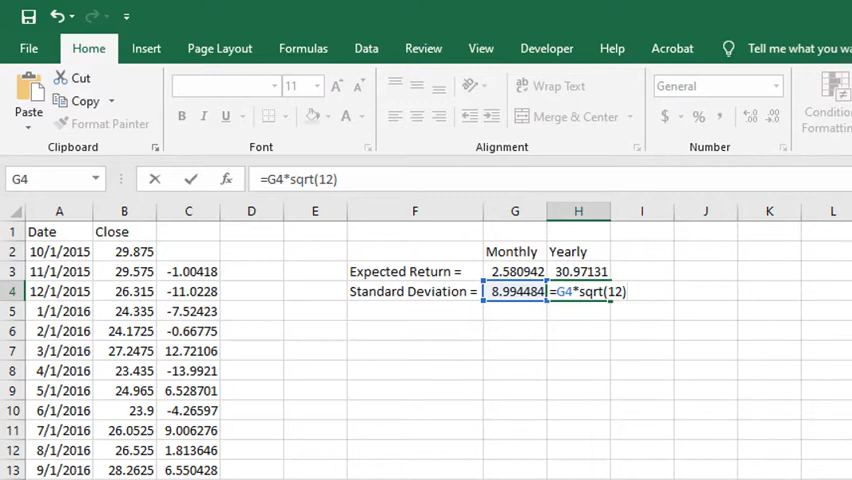 File Home Insert Page Layout Formulas Data Review View Developer Help Acrobat Tell me what you wa
Paste
Cut
Copy
Format Painter
11 A A
B I U A
ab Wrap Text
Merge & Center
General
$ % , .00
Condition
Formatting
Clipboard Font Alignment Number
G4 fx =G4*sqrt(12)
A B C D E F G H I J K L
1 Date Close
2 10/1/2015 29.875 Monthly Yearly
3 11/1/2015 29.575 -1.00418 Expected Return = 2.580942 30.97131
4 12/1/2015 26.315 -11.0228 Standard Deviation = 8.994484 =G4*sqrt(12)
5 1/1/2016 24.335 -7.52423
6 2/1/2016 24.1725 -0.66775
7 3/1/2016 27.2475 12.72106
8 4/1/2016 23.435 -13.9921
9 5/1/2016 24.965 6.528701
10 6/1/2016 23.9 -4.26597
11 7/1/2016 26.0525 9.006276
12 8/1/2016 26.525 1.813646
13 9/1/2016 28.2625 6.550428